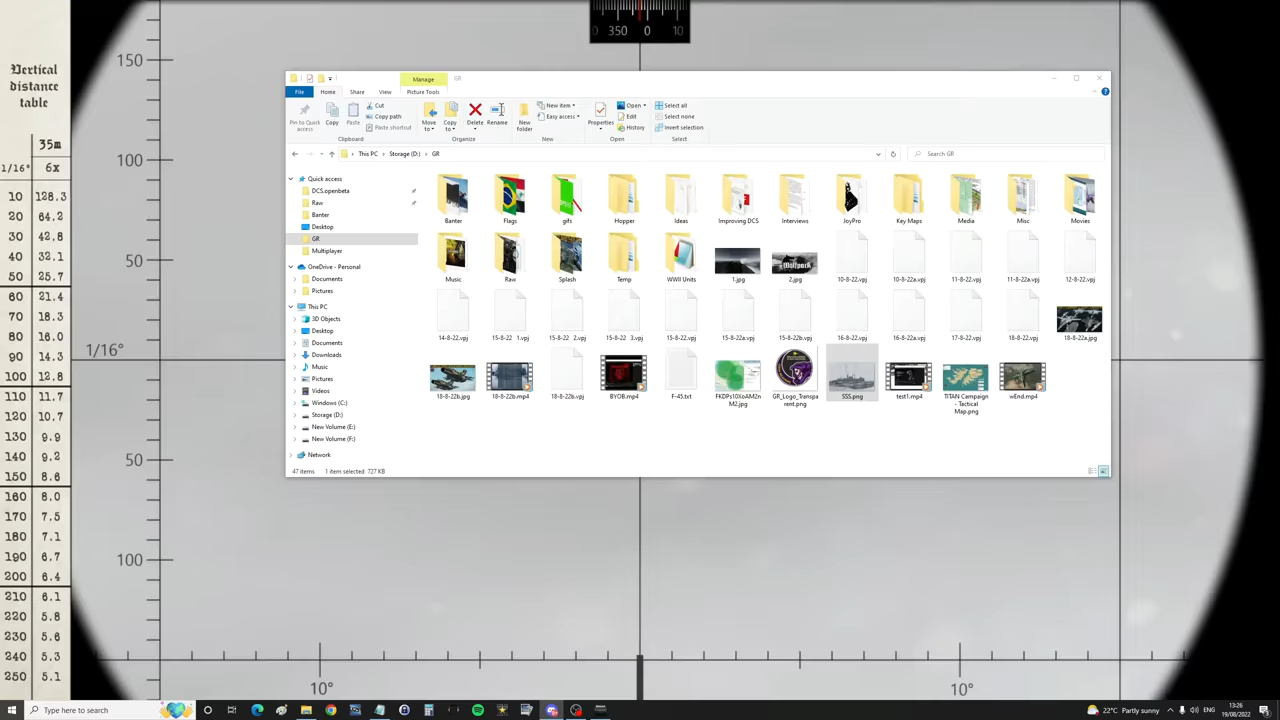 350 0 10
150
100
50
1/16°
50
100
10° 10°
Vertical
distance
table
35m
1/16° 6x
10 128.3
20 64.2
30 42.8
40 32.1
50 25.7
60 21.4
70 18.3
80 16.0
90 14.3
100 12.8
110 11.7
120 10.7
130 9.9
140 9.2
150 8.6
160 8.0
170 7.5
180 7.1
190 6.7
200 6.4
210 6.1
220 5.8
230 5.6
240 5.3
250 5.1
Manage GR
File Home Share View Picture Tools
Pin to Quick access Copy Paste Cut Copy path Paste shortcut Move to Copy to Delete Rename New folder New item Easy access Properties Open Edit History Select all Select none Invert selection
Clipboard Organize New Open Select
This PC Storage (D:) GR Search GR
Quick access
DCS.openbeta
Raw
Banter
Desktop
GR
Multiplayer
OneDrive - Personal
Documents
Pictures
This PC
3D Objects
Desktop
Documents
Downloads
Music
Pictures
Videos
Windows (C:)
Storage (D:)
New Volume (E:)
New Volume (F:)
Network
Banter Flags gifs Hopper Ideas Improving DCS Interviews JoyPro Key Maps Media Misc Movies
Music Raw Splash Temp WWII Units 1.jpg 2.jpg 10-8-22.vpj 10-8-22a.vpj 11-8-22.vpj 11-8-22a.vpj 12-8-22.vpj
Wolfpack
14-8-22.vpj 15-8-22 1.vpj 15-8-22 2.vpj 15-8-22 3.vpj 15-8-22.vpj 15-8-22a.vpj 15-8-22b.vpj 16-8-22.vpj 16-8-22a.vpj 17-8-22.vpj 18-8-22.vpj 18-8-22a.jpg
18-8-22b.jpg 18-8-22b.mp4 18-8-22b.vpj BYOB.mp4 F-45.txt FKDPs10XoAM2nM2.jpg GR_Logo_Transparent.png SSS.png test1.mp4 TITAN Campaign - Tactical Map.png wEnd.mp4
47 items 1 item selected 727 KB
Type here to search 22°C Partly sunny ENG 13:26
19/08/2022